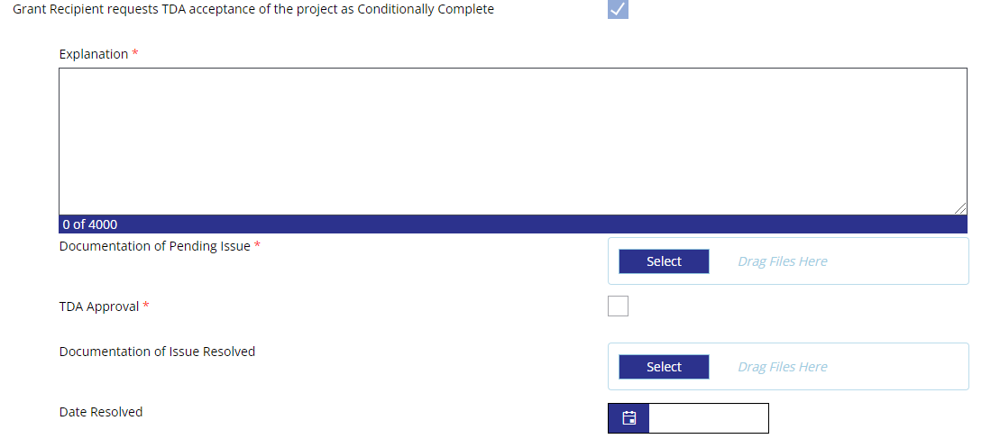 Grant Recipient requests TDA acceptance of the project as Conditionally Complete
Explanation *
0 of 4000
Documentation of Pending Issue *
Select Drag Files Here
TDA Approval *
Documentation of Issue Resolved
Select Drag Files Here
Date Resolved